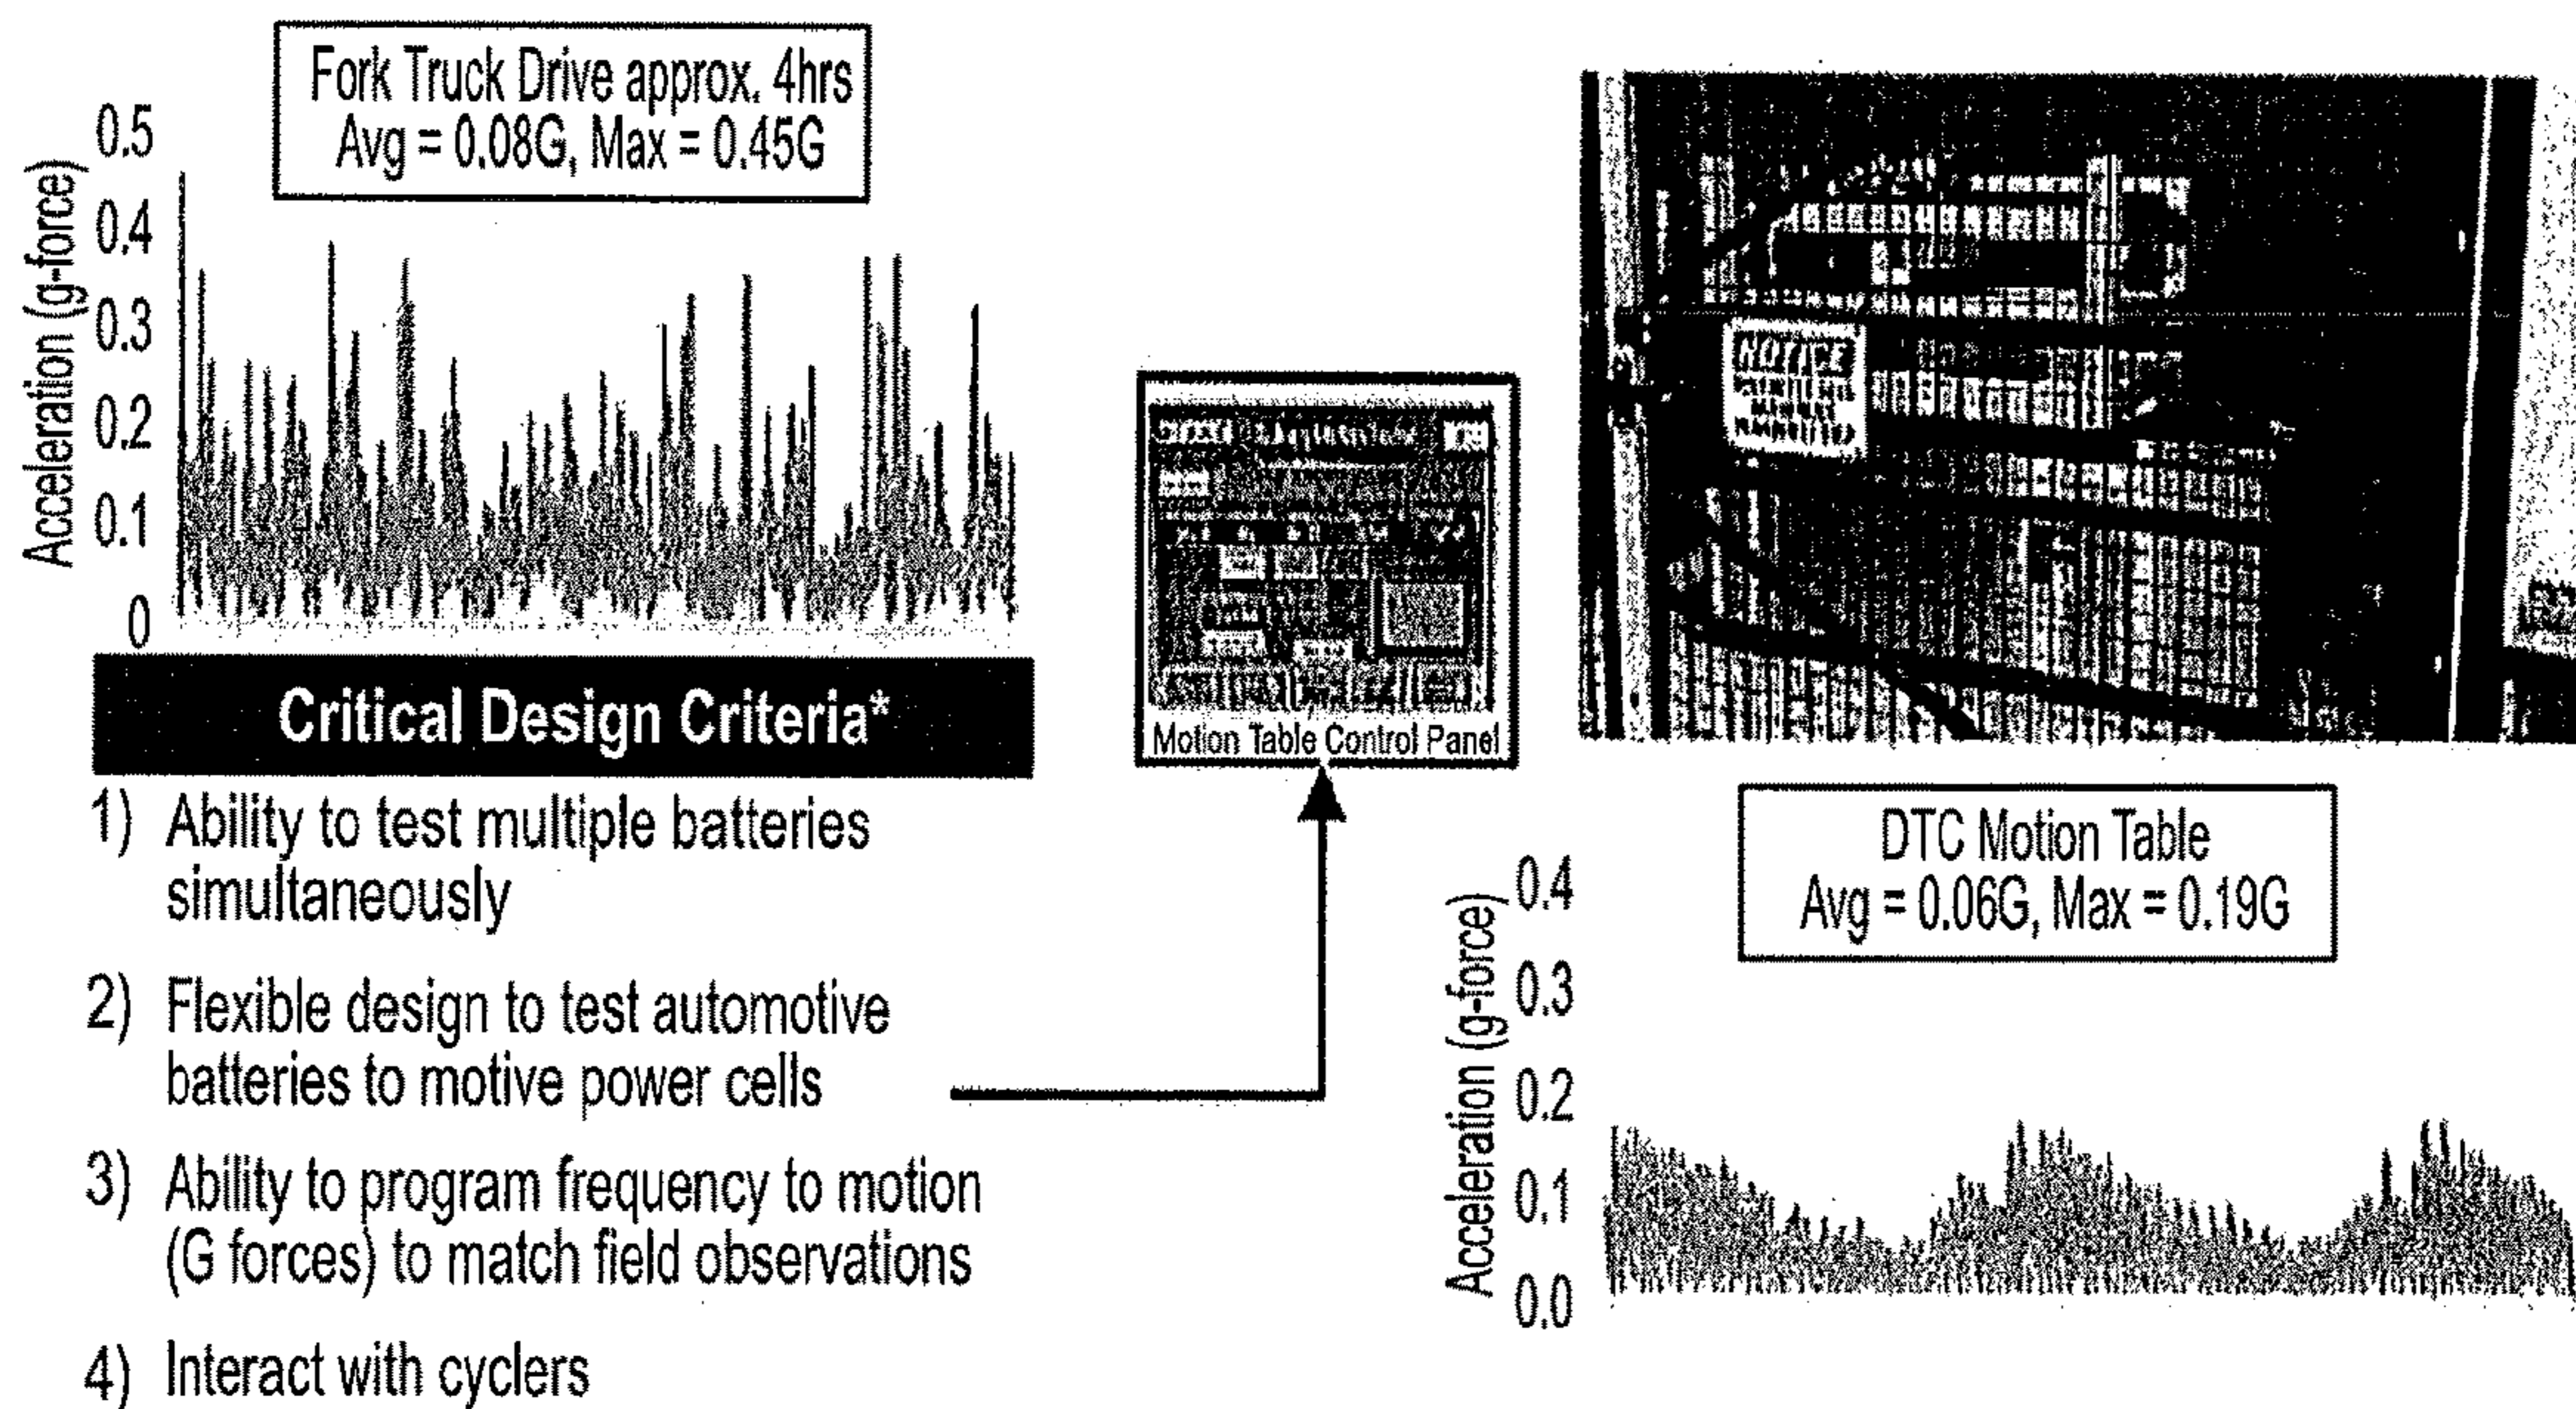 Fork Truck Drive approx. 4hrs
Avg = 0.08G, Max = 0.45G
Acceleration (g-force)
0.5
0.4
0.3
0.2
0.1
0
Critical Design Criteria*
1) Ability to test multiple batteries
simultaneously
2) Flexible design to test automotive
batteries to motive power cells
3) Ability to program frequency to motion
(G forces) to match field observations
4) Interact with cyclers
Motion Table Control Panel
NOTICE
DTC Motion Table
Avg = 0.06G, Max = 0.19G
Acceleration (g-force)
0.4
0.3
0.2
0.1
0.0